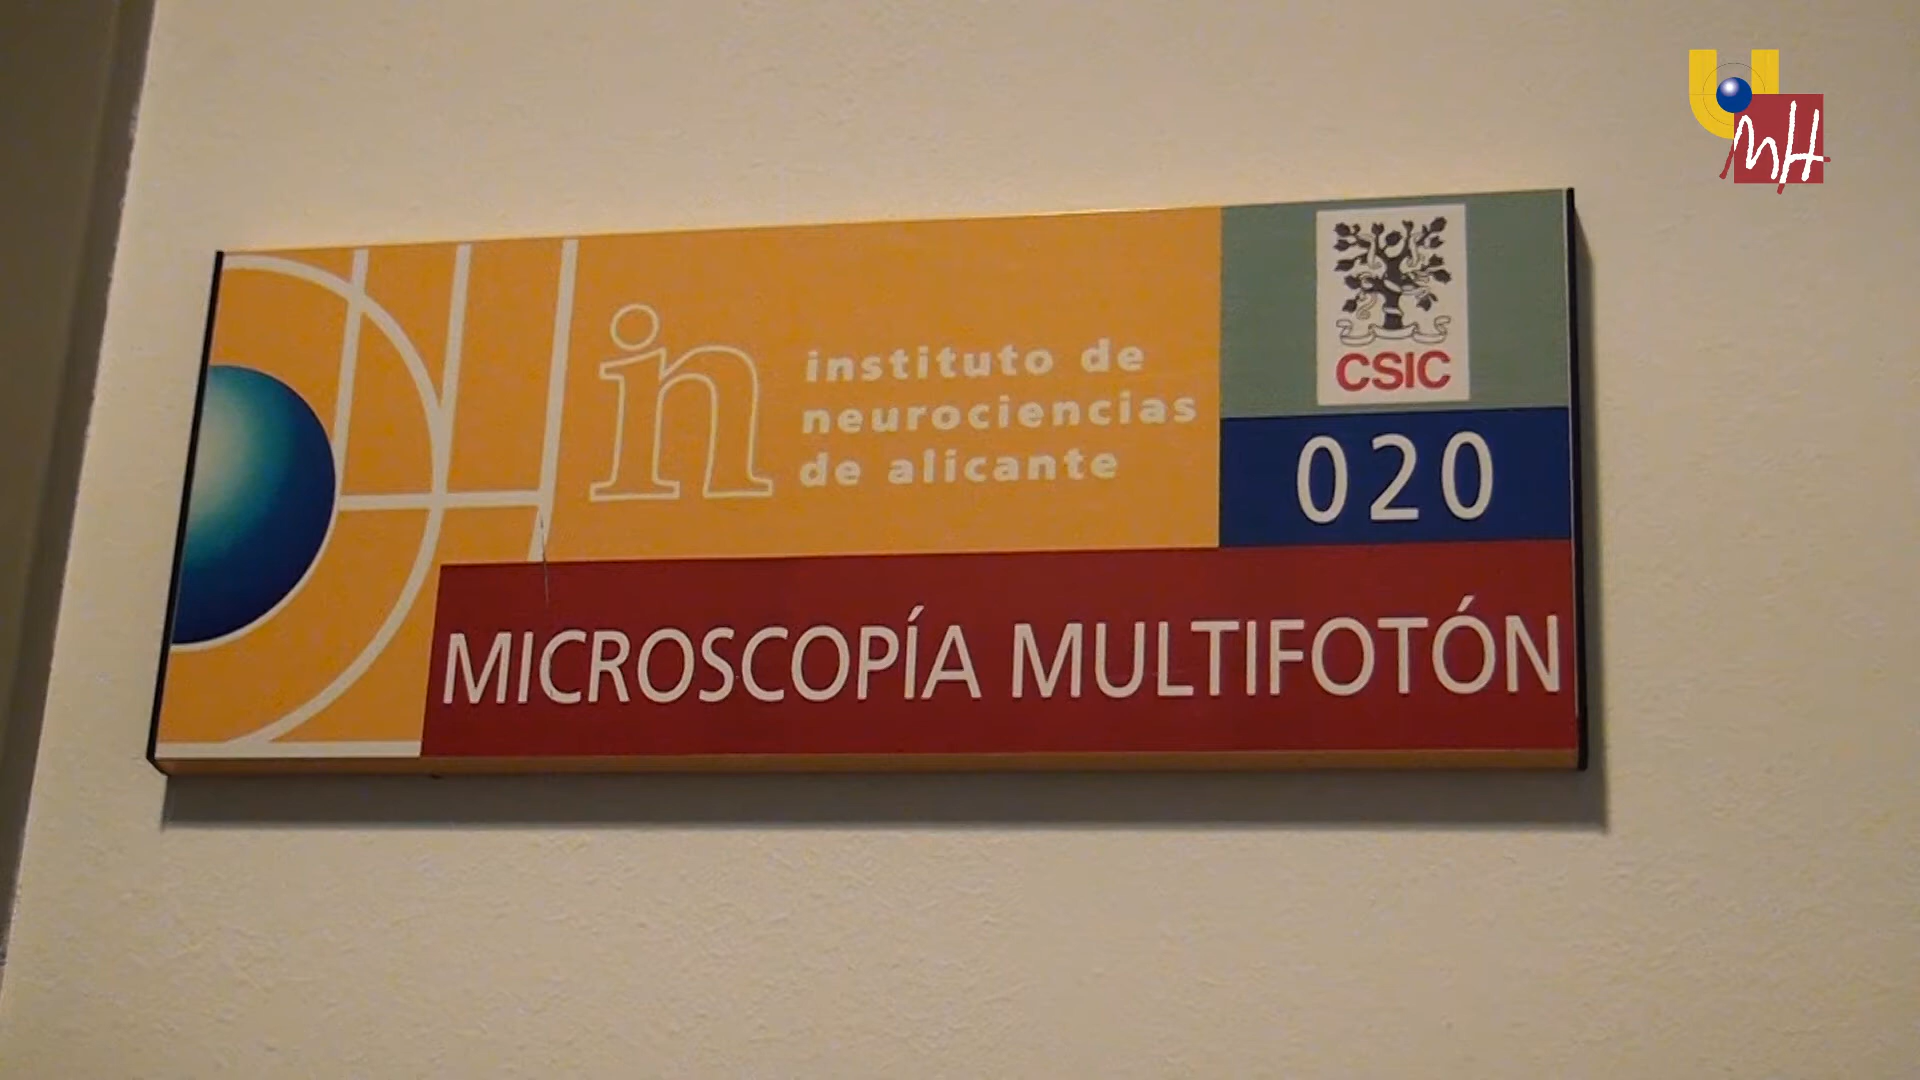 UMH
in
instituto de
neurociencias
de alicante
CSIC
020
MICROSCOPÍA MULTIFOTÓN